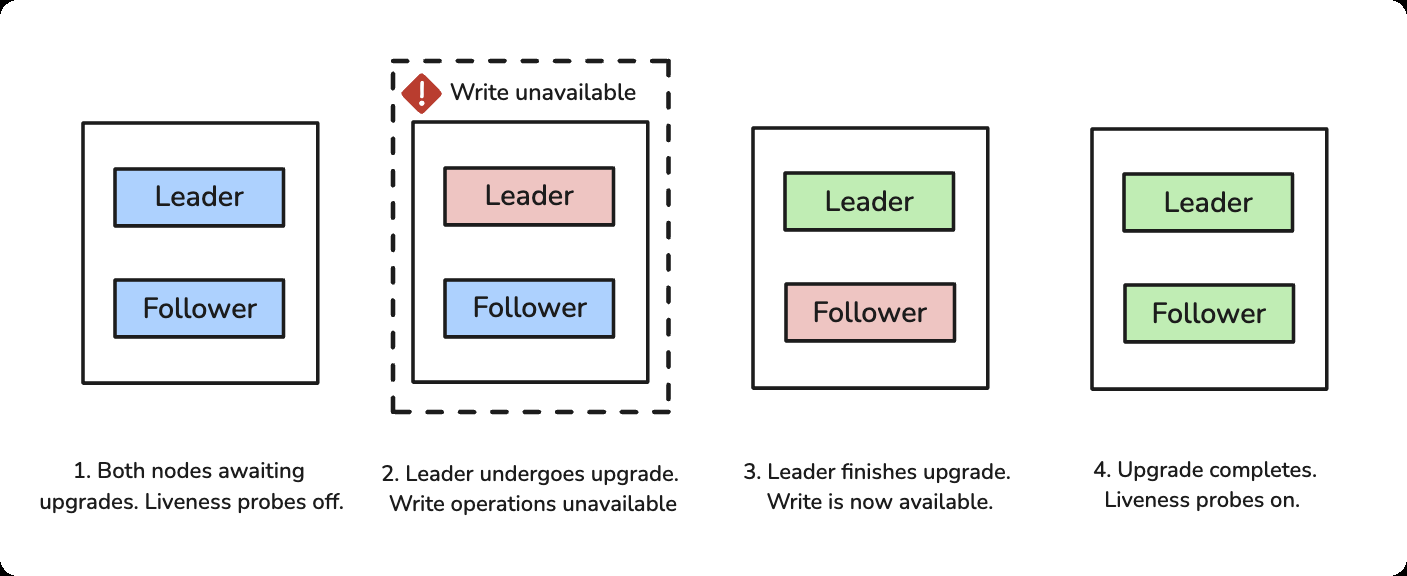 Leader
Follower
1. Both nodes awaiting
upgrades. Liveness probes off.
Write unavailable
Leader
Follower
2. Leader undergoes upgrade.
Write operations unavailable
Leader
Follower
3. Leader finishes upgrade.
Write is now available.
Leader
Follower
4. Upgrade completes.
Liveness probes on.